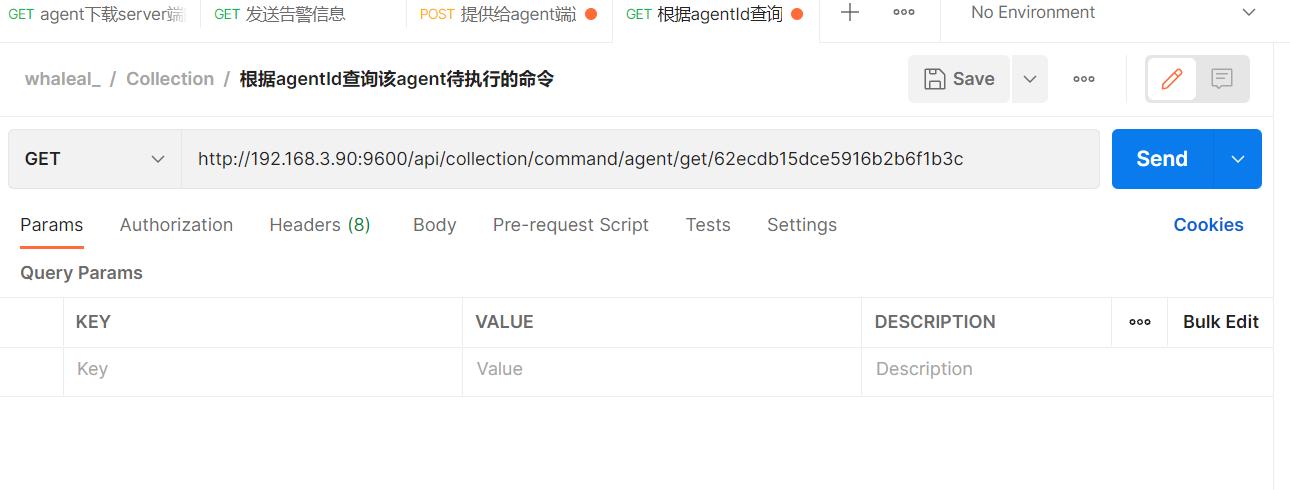 GET agent下载server端 GET 发送告警信息 POST 提供给agent端 GET 根据agentId查询 No Environment
whaleal_ / Collection / 根据agentId查询该agent待执行的命令 Save
GET http://192.168.3.90:9600/api/collection/command/agent/get/62ecdb15dce5916b2b6f1b3c Send
Params Authorization Headers (8) Body Pre-request Script Tests Settings Cookies
Query Params
KEY VALUE DESCRIPTION Bulk Edit
Key Value Description